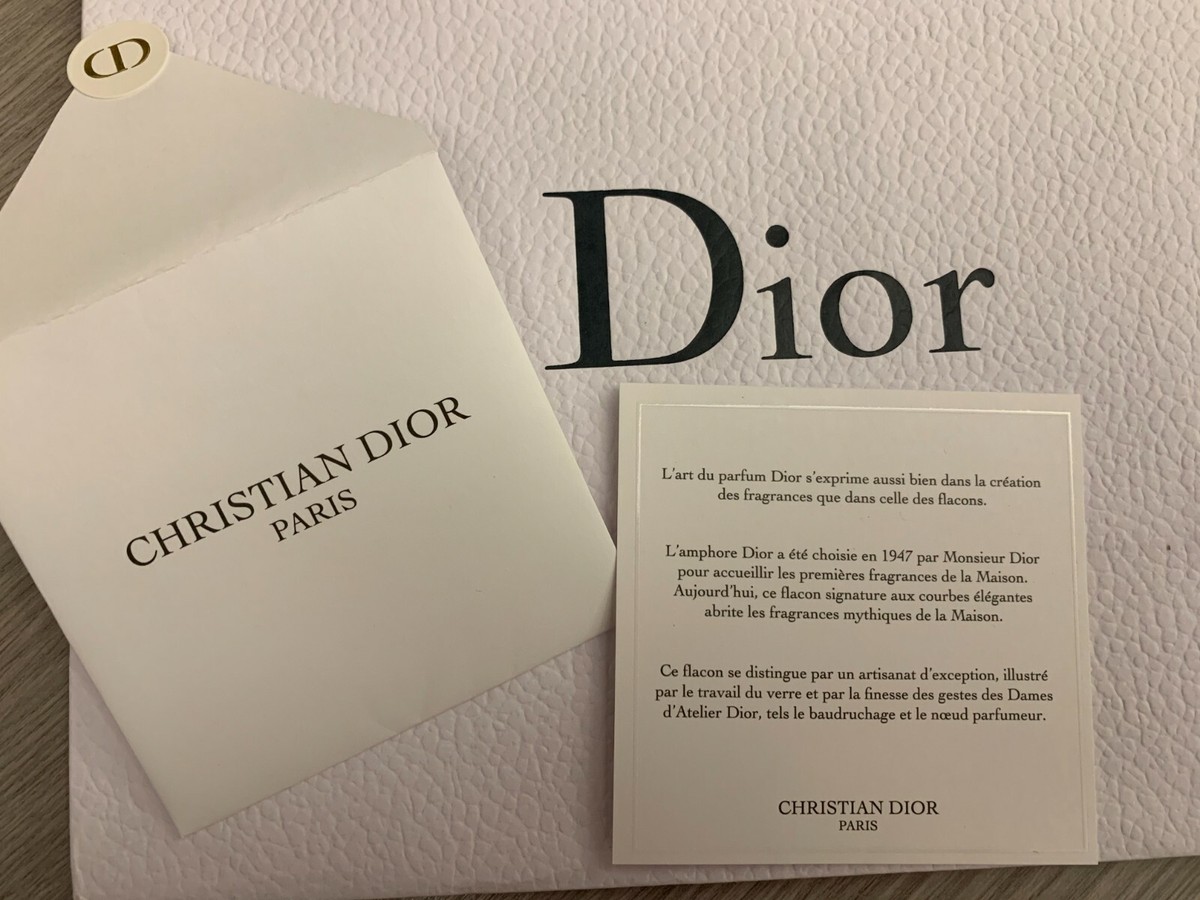 CD
Dior
CHRISTIAN DIOR
PARIS
L'art du parfum Dior s'exprime aussi bien dans la création
des fragrances que dans celle des flacons.
L'amphore Dior a été choisie en 1947 par Monsieur Dior
pour accueillir les premières fragrances de la Maison.
Aujourd'hui, ce flacon signature aux courbes élégantes
abrite les fragrances mythiques de la Maison.
Ce flacon se distingue par un artisanat d'exception, illustré
par le travail du verre et par la finesse des gestes des Dames
d'Atelier Dior, tels le baudruchage et le nœud parfumeur.
CHRISTIAN DIOR
PARIS